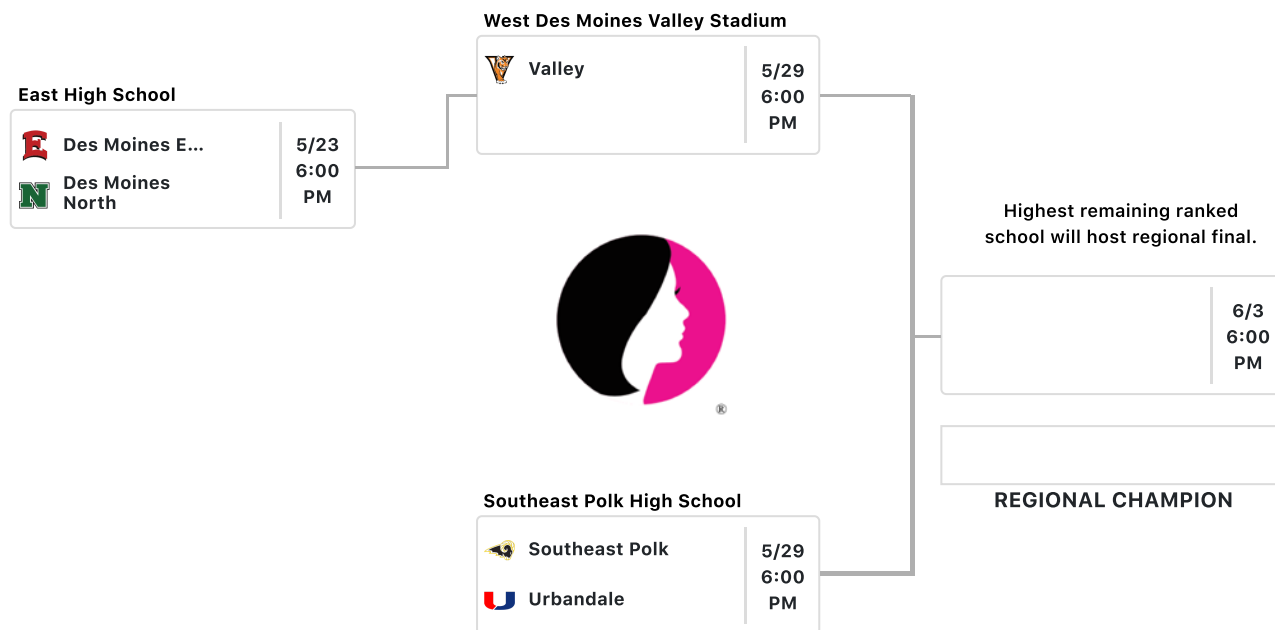 West Des Moines Valley Stadium
Valley
5/29
6:00
PM
East High School
Des Moines E...
Des Moines
North
5/23
6:00
PM
Highest remaining ranked
school will host regional final.
6/3
6:00
PM
REGIONAL CHAMPION
®
Southeast Polk High School
Southeast Polk
Urbandale
5/29
6:00
PM